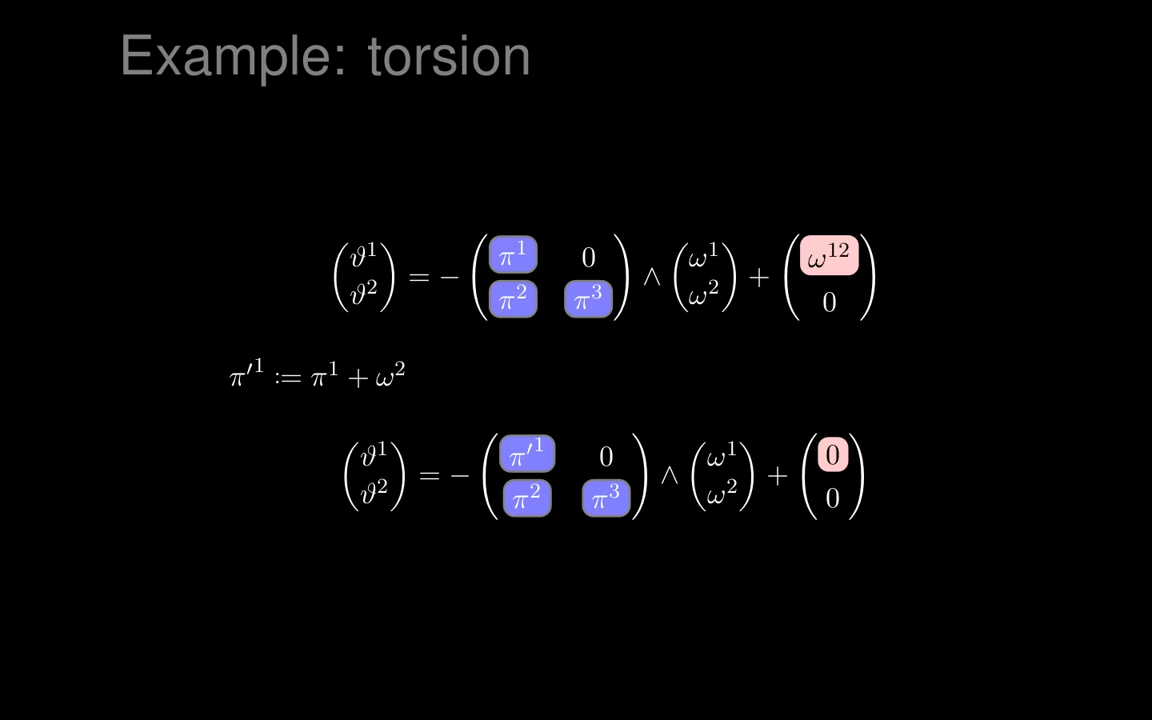 Example: torsion
$$\begin{pmatrix} \vartheta^1 \\ \vartheta^2 \end{pmatrix} = -\begin{pmatrix} \pi^1 & 0 \\ \pi^2 & \pi^3 \end{pmatrix} \wedge \begin{pmatrix} \omega^1 \\ \omega^2 \end{pmatrix} + \begin{pmatrix} \omega^{12} \\ 0 \end{pmatrix}$$
$$\pi'^1 := \pi^1 + \omega^2$$
$$\begin{pmatrix} \vartheta^1 \\ \vartheta^2 \end{pmatrix} = -\begin{pmatrix} \pi'^1 & 0 \\ \pi^2 & \pi^3 \end{pmatrix} \wedge \begin{pmatrix} \omega^1 \\ \omega^2 \end{pmatrix} + \begin{pmatrix} 0 \\ 0 \end{pmatrix}$$